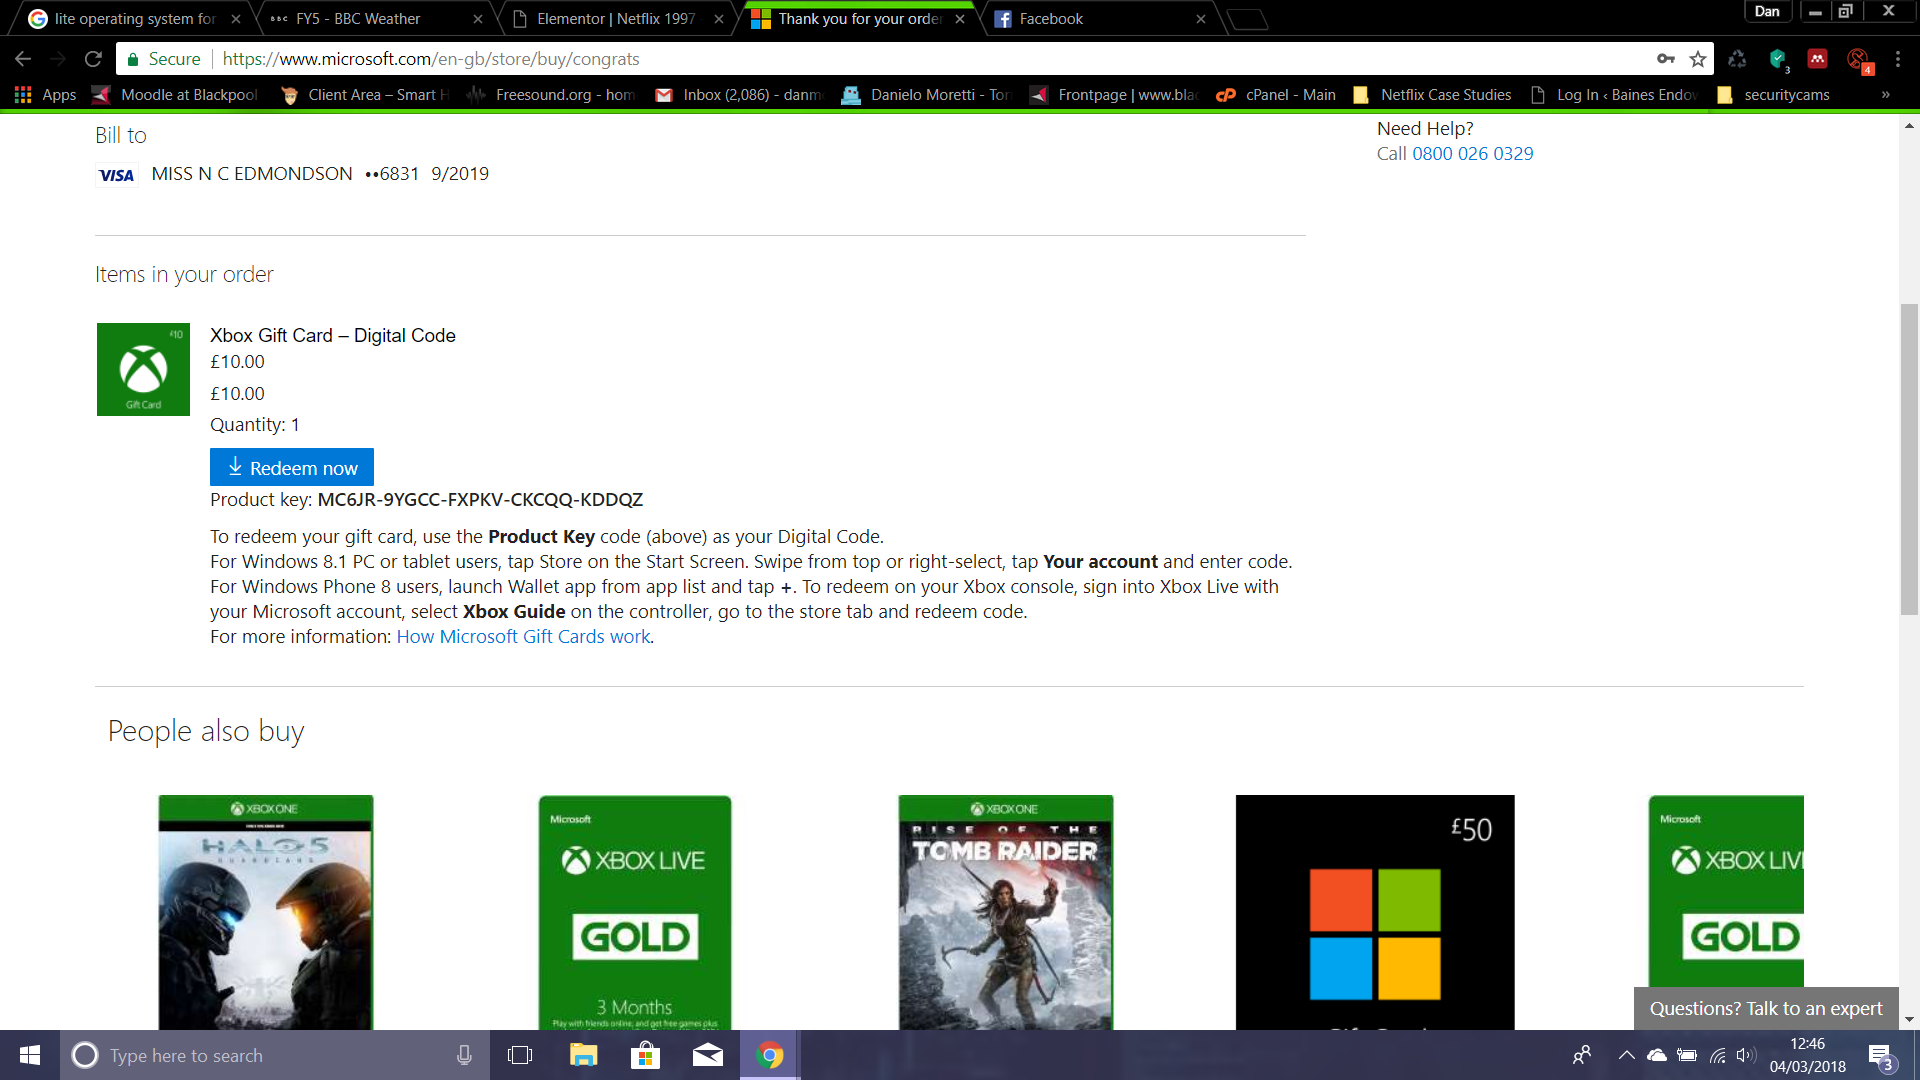 lite operating system for
FY5 - BBC Weather
Elementor | Netflix 1997
Thank you for your order
Facebook
Dan
Secure
https://www.microsoft.com/en-gb/store/buy/congrats
3
4
Apps
Moodle at Blackpool
Client Area – Smart H
Freesound.org - hom
Inbox (2,086) - danm
Danielo Moretti - Tor
Frontpage | www.bla
cP
cPanel - Main
Netflix Case Studies
Log In ‹ Baines Endow
securitycams
»
Bill to
VISA MISS N C EDMONDSON ••6831 9/2019
Need Help?
Call 0800 026 0329
Items in your order
£10
Gift Card
Xbox Gift Card – Digital Code
£10.00
£10.00
Quantity: 1
Redeem now
Product key: MC6JR-9YGCC-FXPKV-CKCQQ-KDDQZ
To redeem your gift card, use the Product Key code (above) as your Digital Code.
For Windows 8.1 PC or tablet users, tap Store on the Start Screen. Swipe from top or right-select, tap Your account and enter code.
For Windows Phone 8 users, launch Wallet app from app list and tap +. To redeem on your Xbox console, sign into Xbox Live with
your Microsoft account, select Xbox Guide on the controller, go to the store tab and redeem code.
For more information: How Microsoft Gift Cards work.
People also buy
XBOX ONE
HALO 5
GUARDIANS
Microsoft
XBOX LIVE
GOLD
3 Months
Play with friends online, and get free games plus
XBOX ONE
RISE OF THE
TOMB RAIDER
£50
Microsoft
XBOX LIV
GOLD
Questions? Talk to an expert
Type here to search
12:46
04/03/2018
3